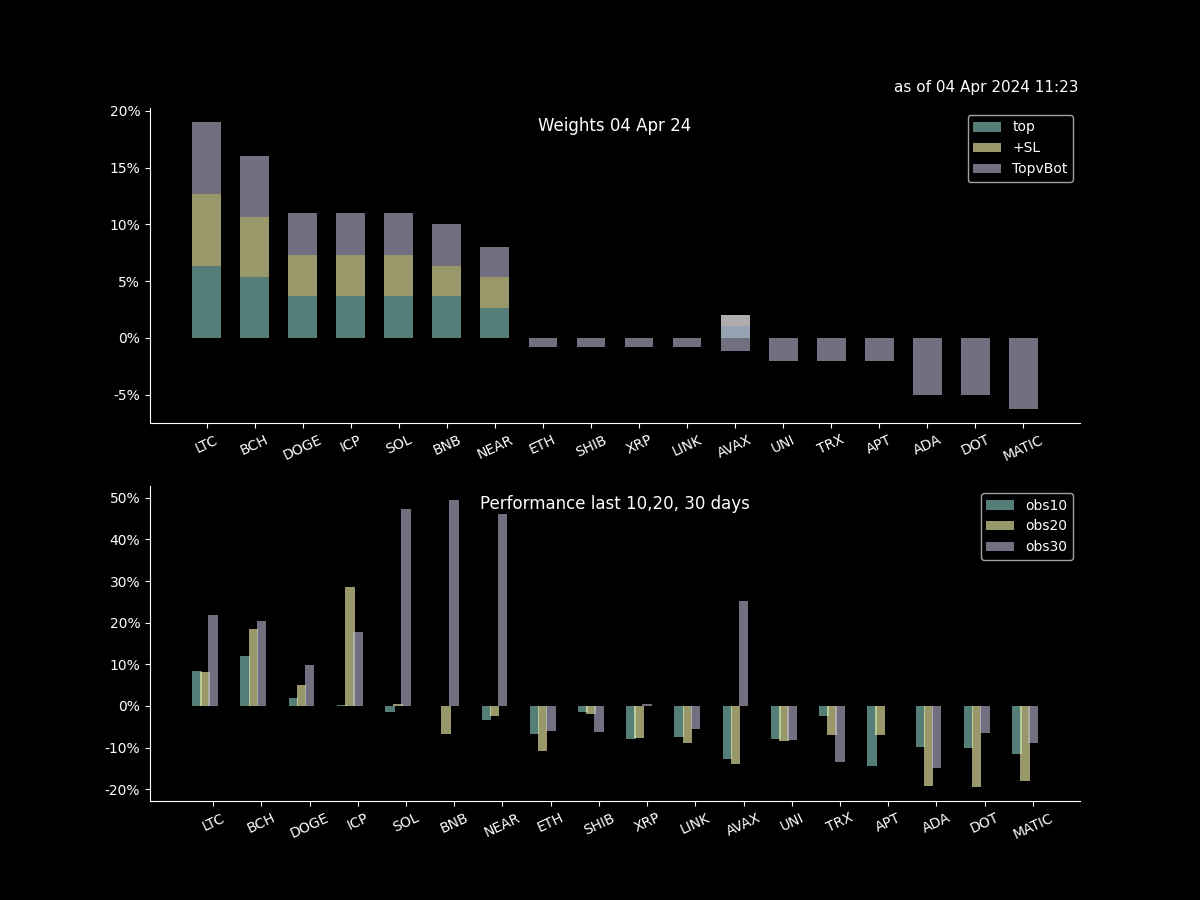 as of 04 Apr 2024 11:23
Weights 04 Apr 24
top
+SL
TopvBot
20%
15%
10%
5%
0%
-5%
LTC BCH DOGE ICP SOL BNB NEAR ETH SHIB XRP LINK AVAX UNI TRX APT ADA DOT MATIC
Performance last 10,20, 30 days
obs10
obs20
obs30
50%
40%
30%
20%
10%
0%
-10%
-20%
LTC BCH DOGE ICP SOL BNB NEAR ETH SHIB XRP LINK AVAX UNI TRX APT ADA DOT MATIC